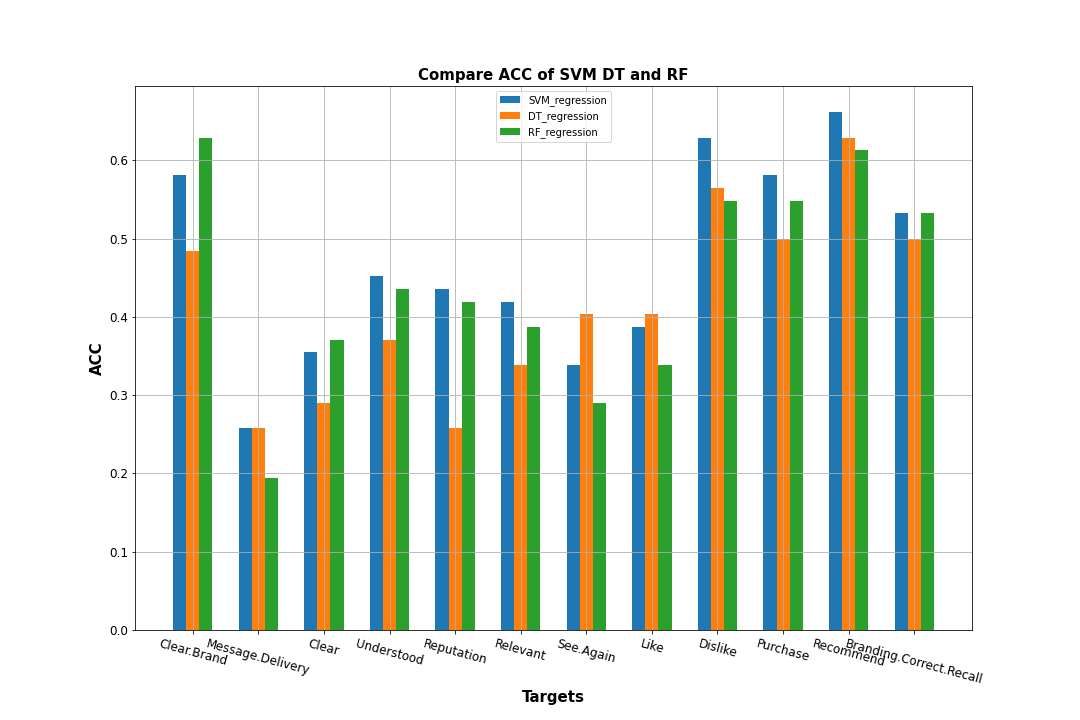 Compare ACC of SVM DT and RF
SVM_regression
DT_regression
RF_regression
ACC
0.6
0.5
0.4
0.3
0.2
0.1
0.0
Clear.Brand
Message.Delivery
Clear
Understood
Reputation
Relevant
See.Again
Like
Dislike
Purchase
Recommend
Branding.Correct.Recall
Targets